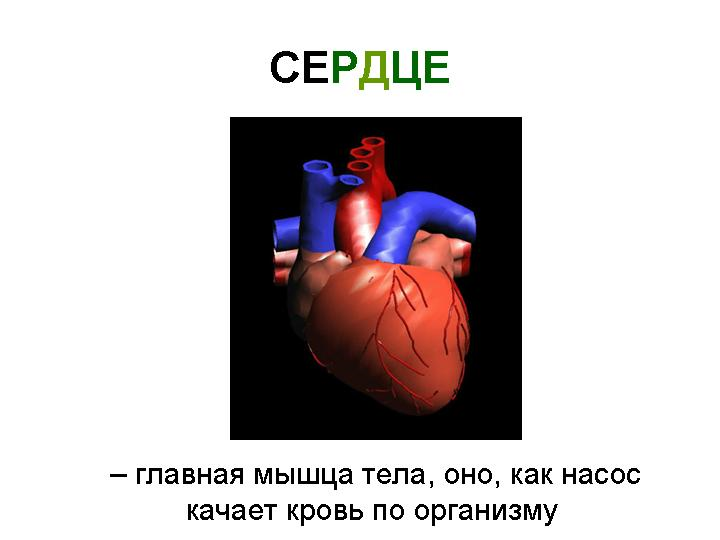 СЕРДЦЕ
– главная мышца тела, оно, как насос
качает кровь по организму